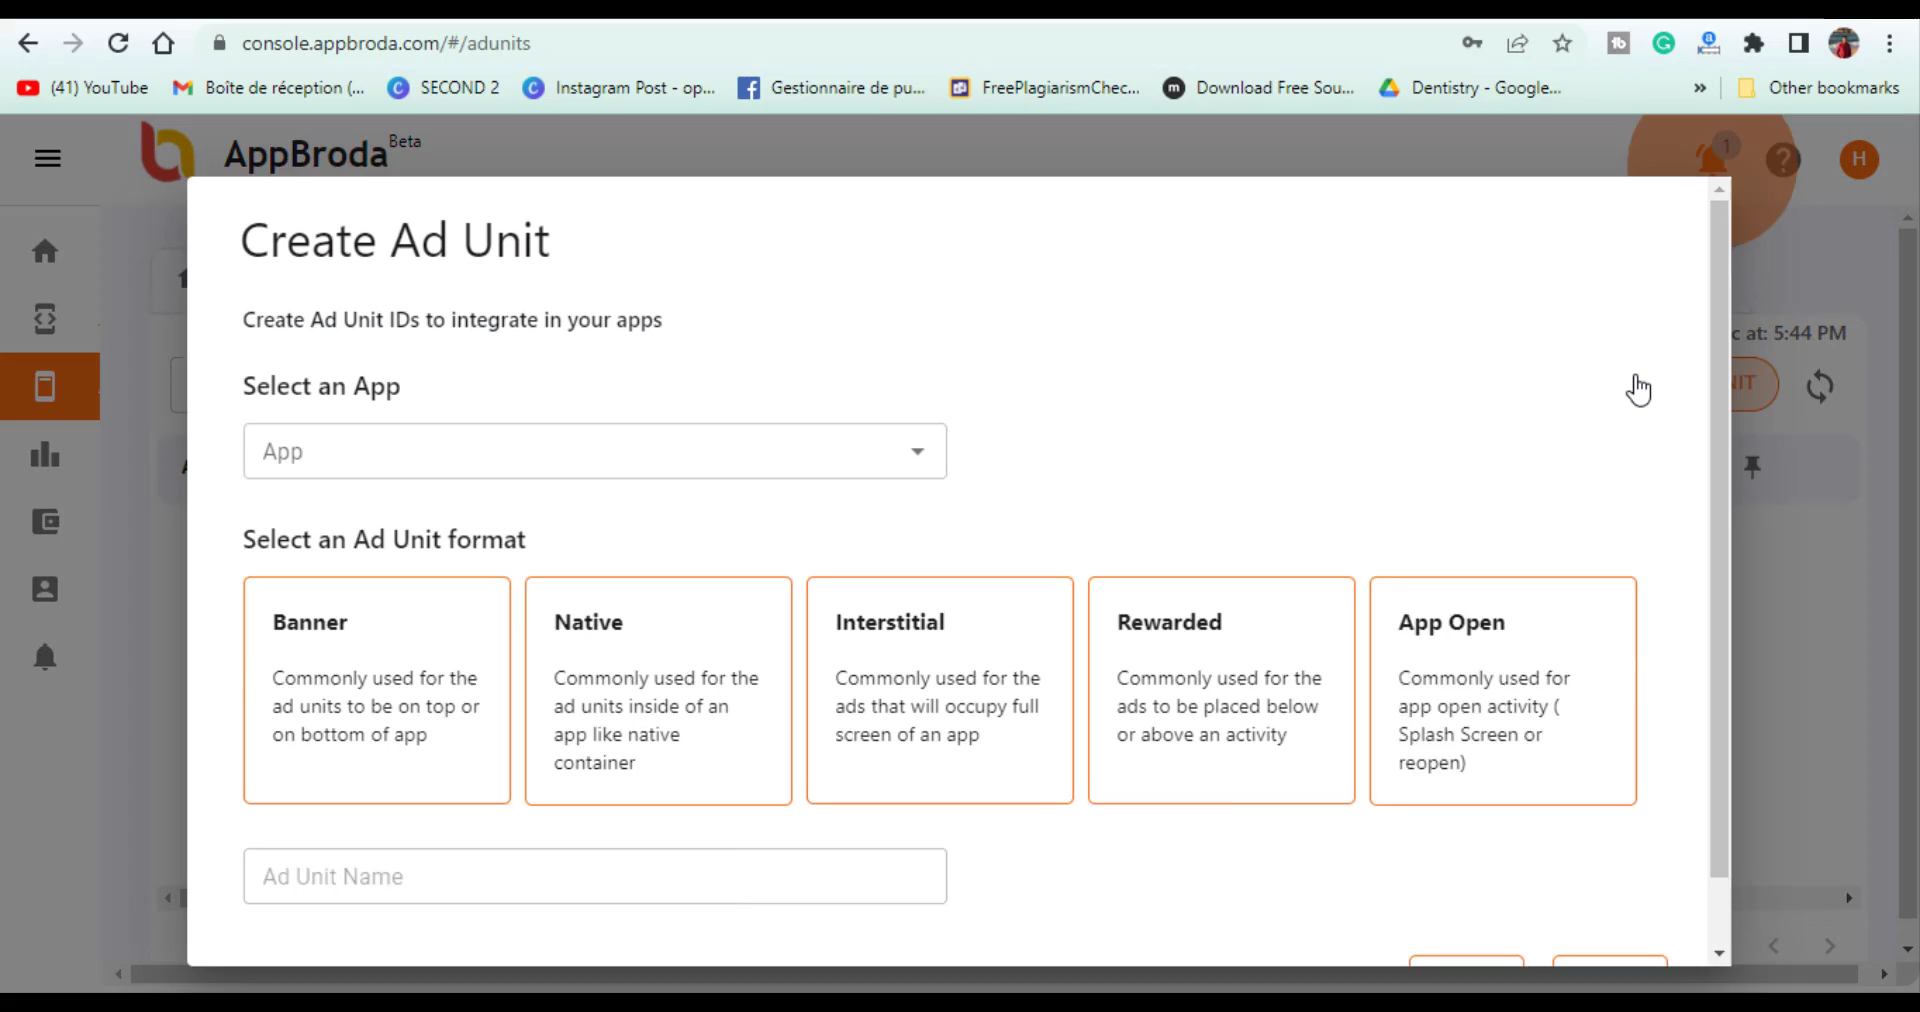 console.appbroda.com/#/adunits
(41) YouTube
Boîte de réception (...
SECOND 2
Instagram Post - op...
Gestionnaire de pu...
FreePlagiarismChec...
Download Free Sou...
Dentistry - Google...
»
Other bookmarks
AppBroda Beta
1
?
H
Create Ad Unit
Create Ad Unit IDs to integrate in your apps
c at: 5:44 PM
Select an App
App
Select an Ad Unit format
Banner
Commonly used for the
ad units to be on top or
on bottom of app
Native
Commonly used for the
ad units inside of an
app like native
container
Interstitial
Commonly used for the
ads that will occupy full
screen of an app
Rewarded
Commonly used for the
ads to be placed below
or above an activity
App Open
Commonly used for
app open activity (
Splash Screen or
reopen)
Ad Unit Name